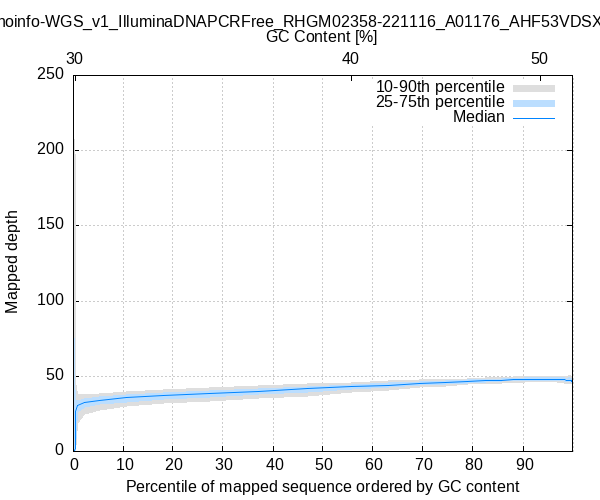 noinfo-WGS_v1_IlluminaDNAPCRFree_RHGM02358-221116_A01176_AHF53VDSX
GC Content [%]
30 40 50
250
10-90th percentile
25-75th percentile
Median
200
150
Mapped depth
100
50
0
0 10 20 30 40 50 60 70 80 90
Percentile of mapped sequence ordered by GC content